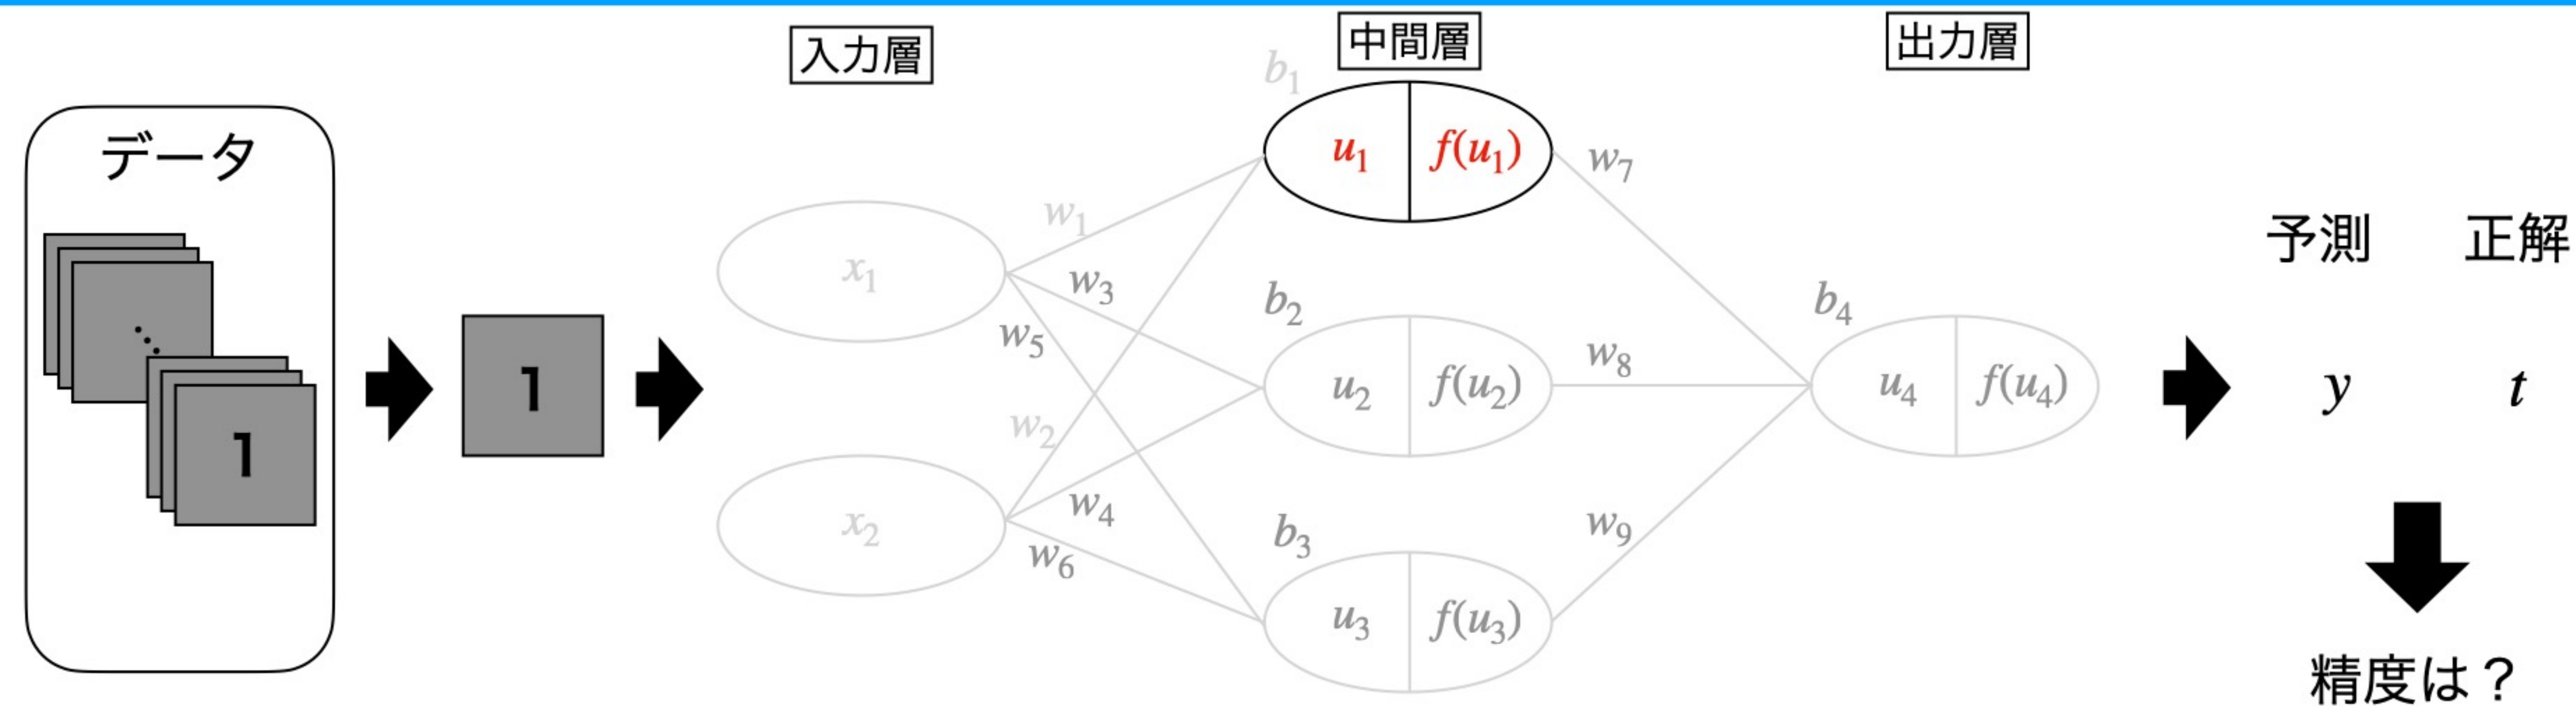 入力層
中間層
出力層
データ
1
1
x₁
x₂
w₁
w₃
w₅
w₂
w₄
w₆
b₁
u₁ f(u₁)
b₂
u₂ f(u₂)
b₃
u₃ f(u₃)
w₇
w₈
w₉
b₄
u₄ f(u₄)
予測 正解
y t
精度は？